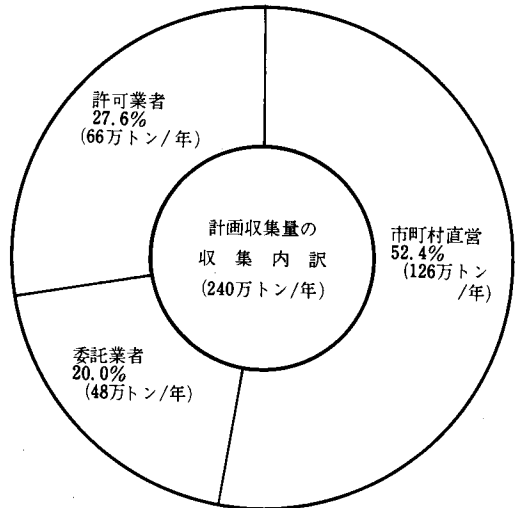 許可業者
27.6%
(66万トン/年)
計画収集量の
収集内訳
(240万トン/年)
市町村直営
52.4%
(126万トン
/年)
委託業者
20.0%
(48万トン/年)